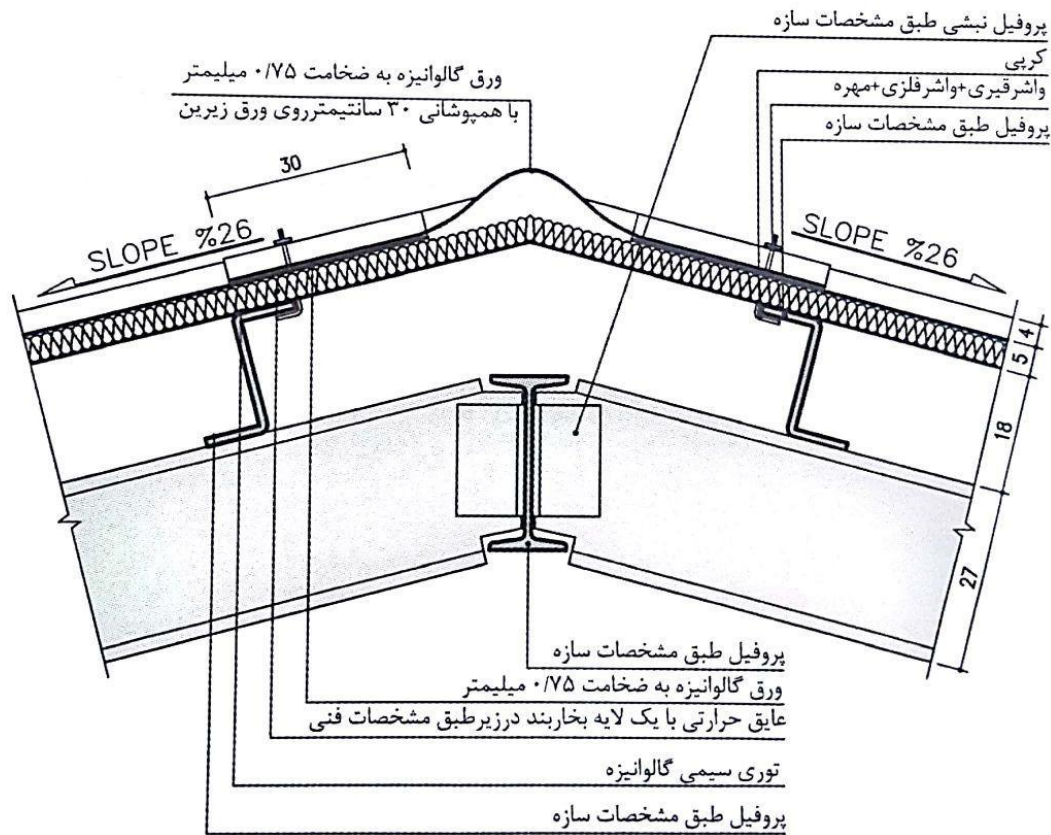 پروفیل نبشی طبق مشخصات سازه
کرپی
واشرقیری+واشرفلزی+مهره
پروفیل طبق مشخصات سازه
ورق گالوانیزه به ضخامت ۰/۷۵ میلیمتر
با همپوشانی ۳۰ سانتیمترروی ورق زیرین
30
SLOPE %26
SLOPE %26
4
5
18
27
پروفیل طبق مشخصات سازه
ورق گالوانیزه به ضخامت ۰/۷۵ میلیمتر
عایق حرارتی با یک لایه بخاربند درزیرطبق مشخصات فنی
توری سیمی گالوانیزه
پروفیل طبق مشخصات سازه